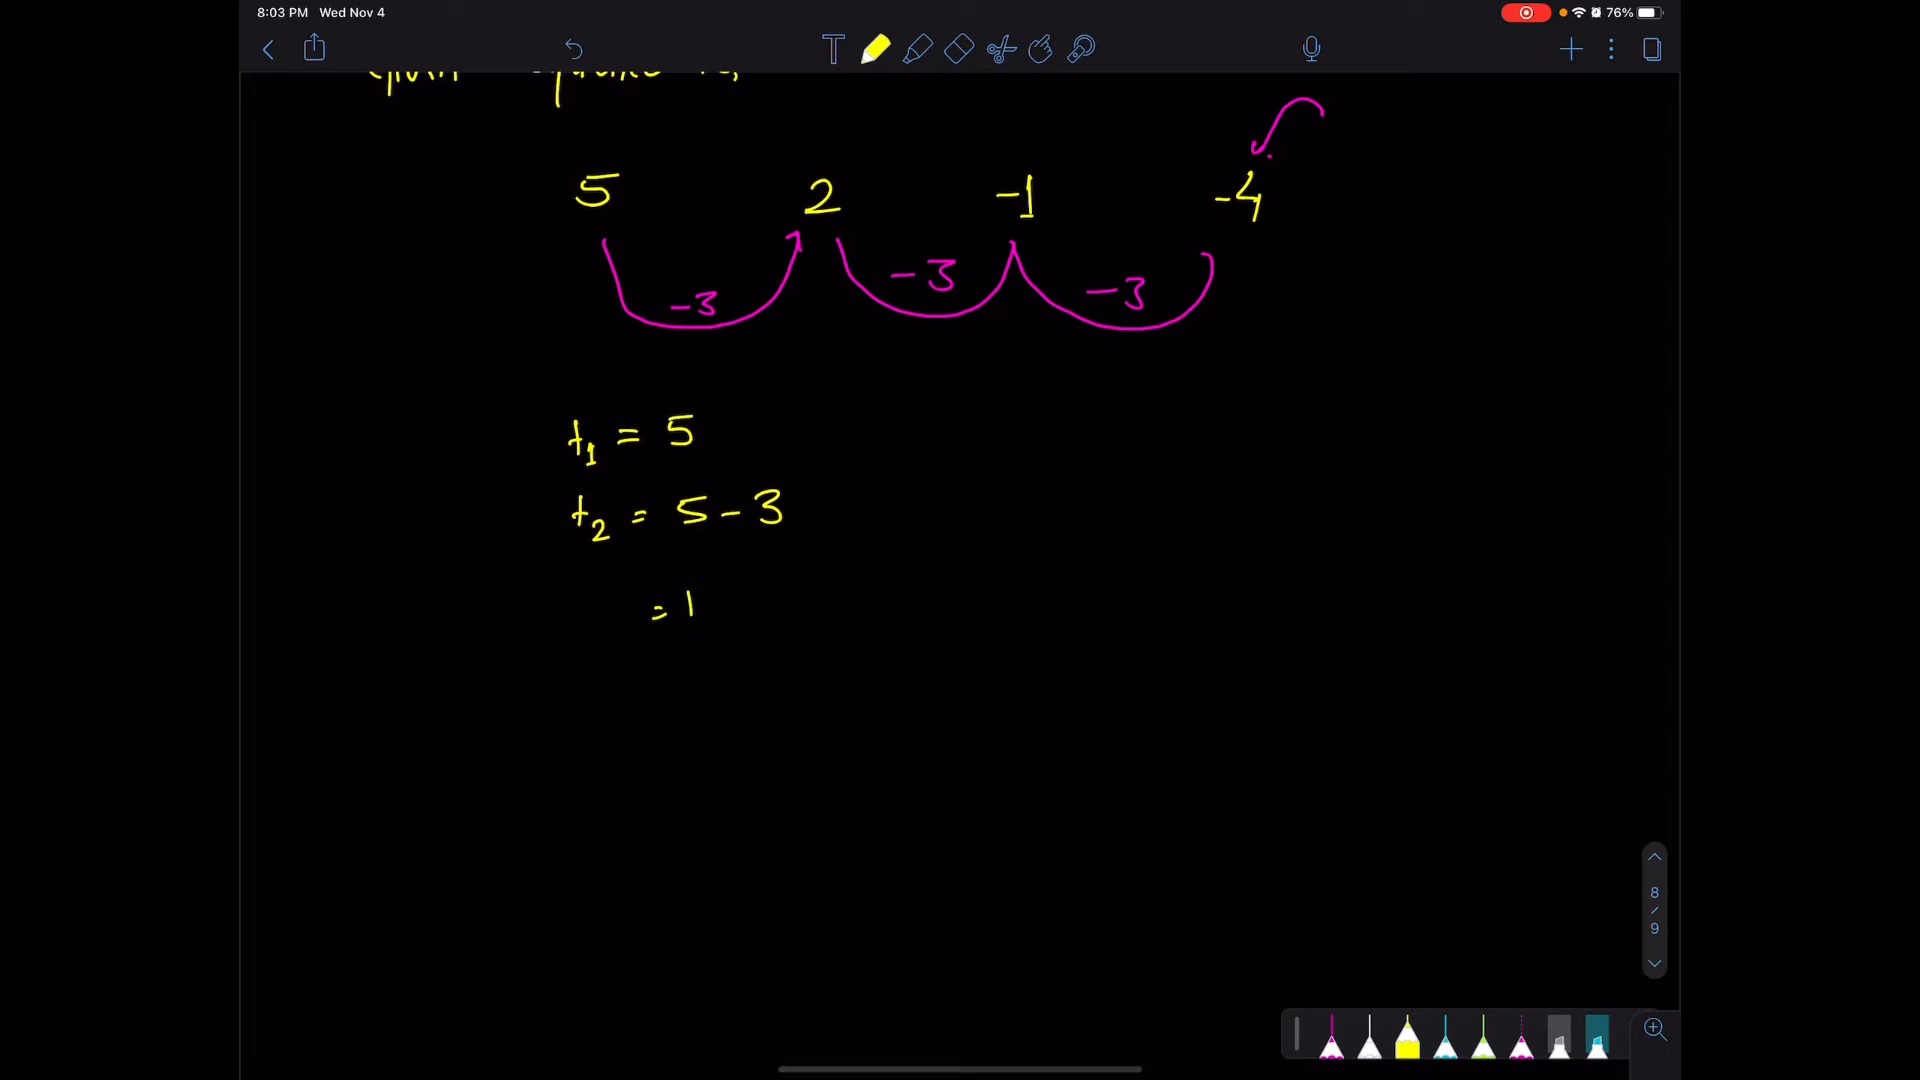 8:03 PM Wed Nov 4
76%
5 2 -1 -4
-3 -3 -3
t1 = 5
t2 = 5 - 3
= 1
8
/
9